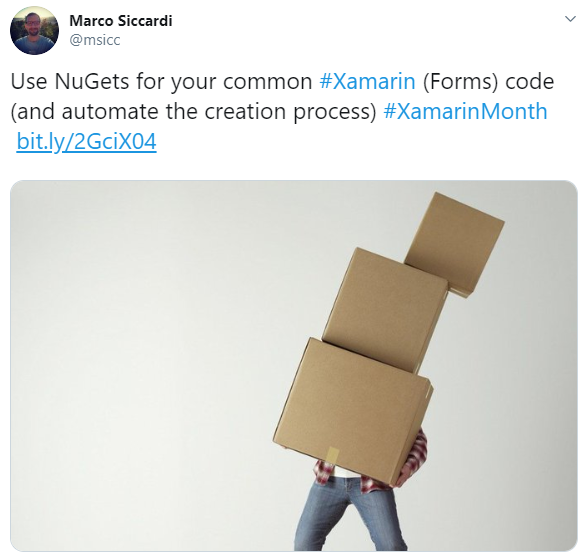 Marco Siccardi
@msicc
Use NuGets for your common #Xamarin (Forms) code
(and automate the creation process) #XamarinMonth
bit.ly/2GciX04